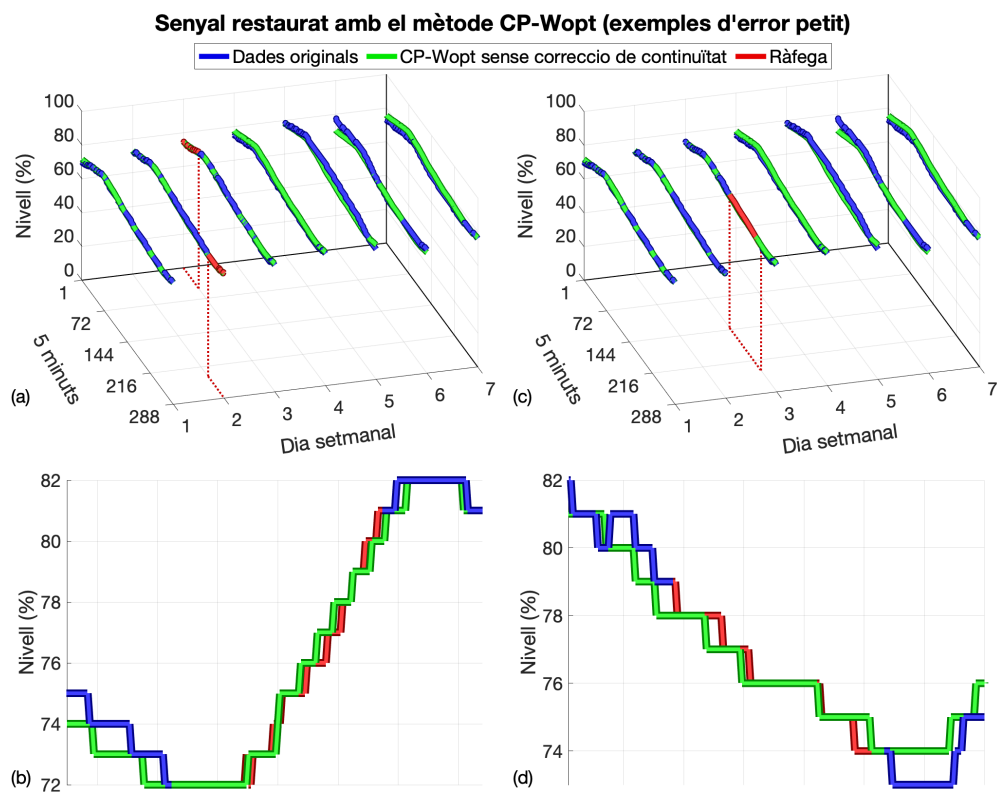 Senyal restaurat amb el mètode CP-Wopt (exemples d'error petit)
Dades originals CP-Wopt sense correccio de continuïtat Ràfega
100
80
60
40
20
0
Nivell (%)
1
72
144
216
288
5 minuts
1 2 3 4 5 6 7
Dia setmanal
(a)
100
80
60
40
20
0
Nivell (%)
1
72
144
216
288
5 minuts
1 2 3 4 5 6 7
Dia setmanal
(c)
82
80
78
76
74
72
Nivell (%)
(b)
82
80
78
76
74
Nivell (%)
(d)